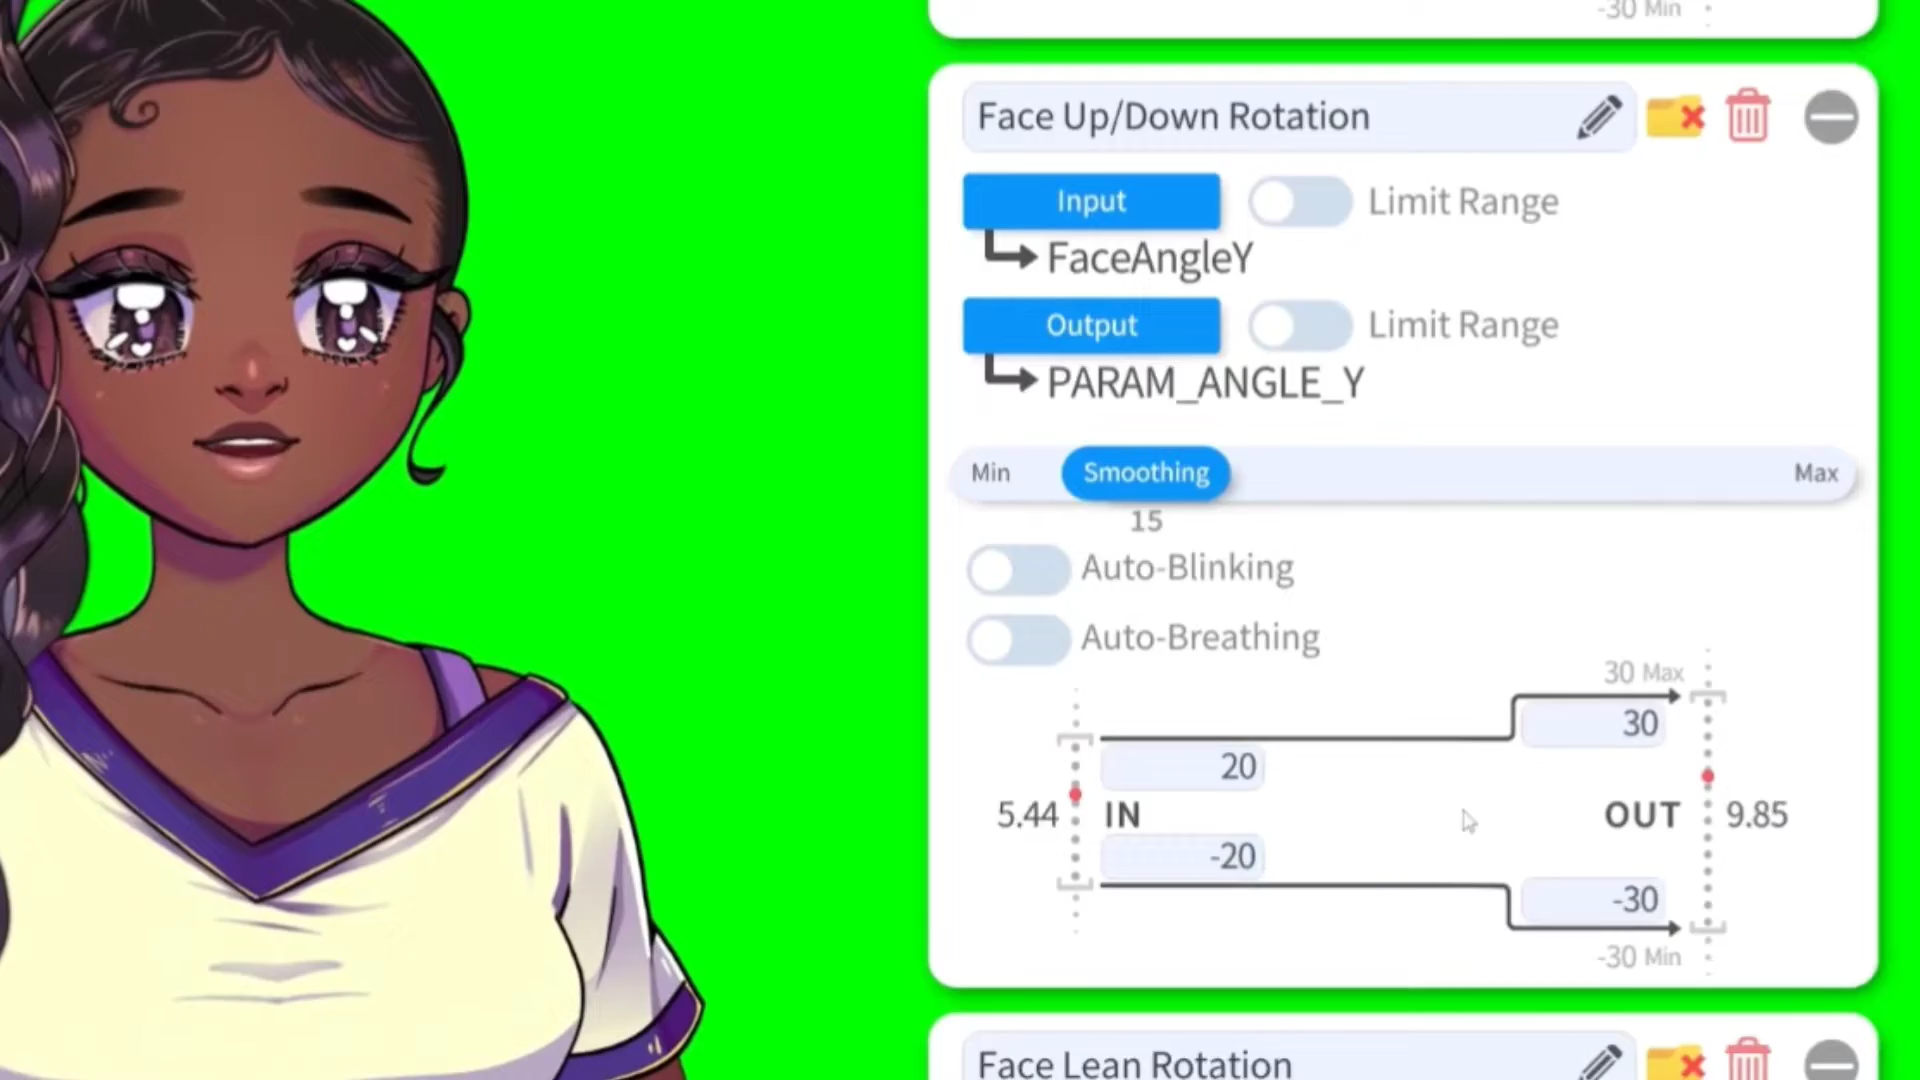 -30 Min
Face Up/Down Rotation
Input
Limit Range
FaceAngleY
Output
Limit Range
PARAM_ANGLE_Y
Min
Smoothing
Max
15
Auto-Blinking
Auto-Breathing
30 Max
30
20
5.44
IN
OUT
9.85
-20
-30
-30 Min
Face Lean Rotation